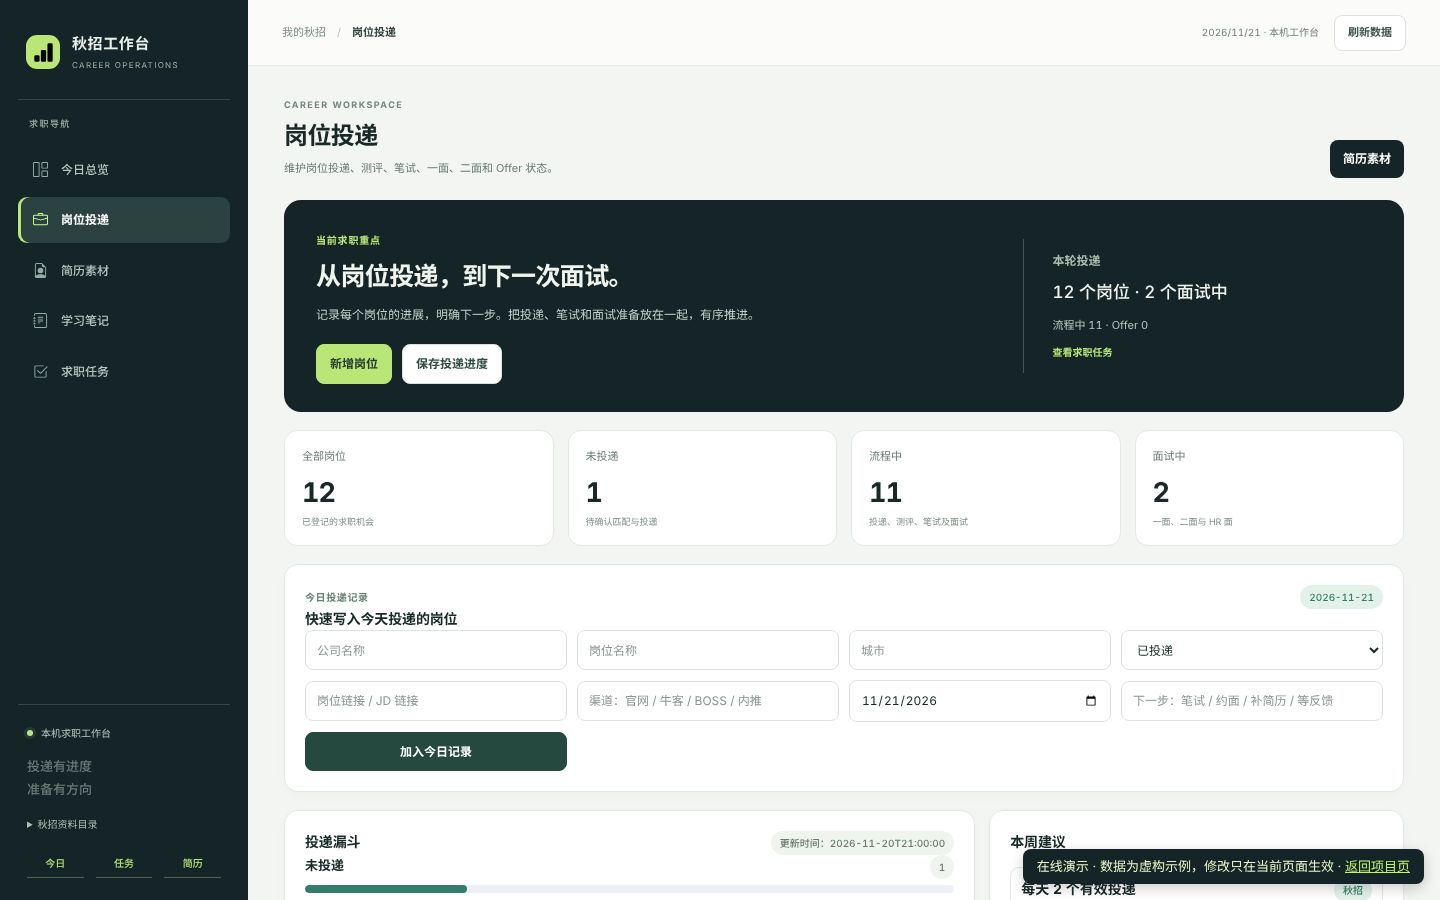 秋招工作台
CAREER OPERATIONS
求职导航
今日总览
岗位投递
简历素材
学习笔记
求职任务
本机求职工作台
投递有进度
准备有方向
秋招资料目录
今日 任务 简历
我的秋招 / 岗位投递
2026/11/21 · 本机工作台
刷新数据
CAREER WORKSPACE
岗位投递
维护岗位投递、测评、笔试、一面、二面和 Offer 状态。
简历素材
当前求职重点
从岗位投递，到下一次面试。
记录每个岗位的进展，明确下一步。把投递、笔试和面试准备放在一起，有序推进。
新增岗位 保存投递进度
本轮投递
12 个岗位 · 2 个面试中
流程中 11 · Offer 0
查看求职任务
全部岗位
12
已登记的求职机会
未投递
1
待确认匹配与投递
流程中
11
投递、测评、笔试及面试
面试中
2
一面、二面与 HR 面
今日投递记录
2026-11-21
快速写入今天投递的岗位
公司名称 岗位名称 城市 已投递
岗位链接 / JD 链接 渠道：官网 / 牛客 / BOSS / 内推 11/21/2026 下一步：笔试 / 约面 / 补简历 / 等反馈
加入今日记录
投递漏斗
更新时间：2026-11-20T21:00:00
未投递 1
本周建议
每天 2 个有效投递 秋招
在线演示 · 数据为虚构示例，修改只在当前页面生效 · 返回项目页